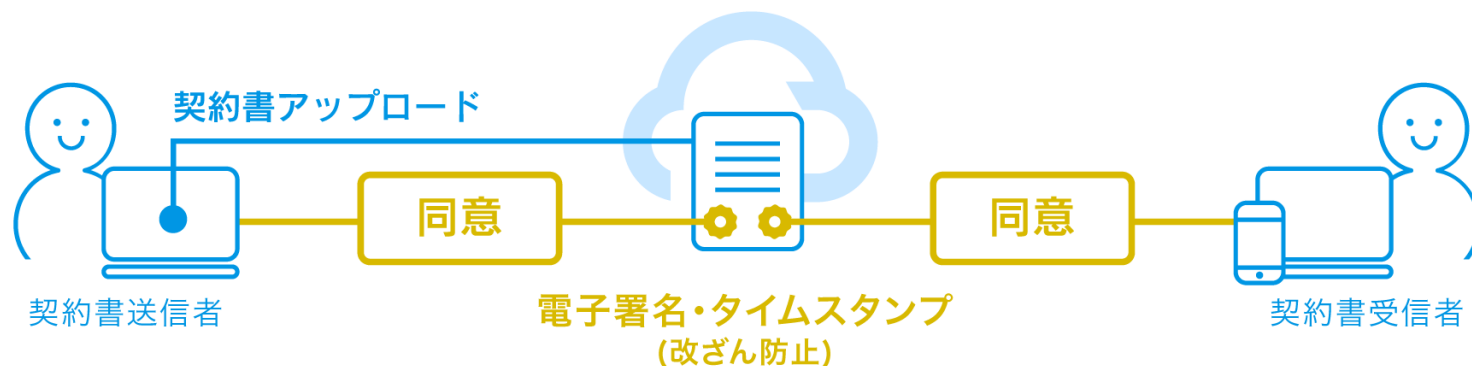 契約書アップロード
同意
同意
契約書送信者
電子署名・タイムスタンプ
(改ざん防止)
契約書受信者